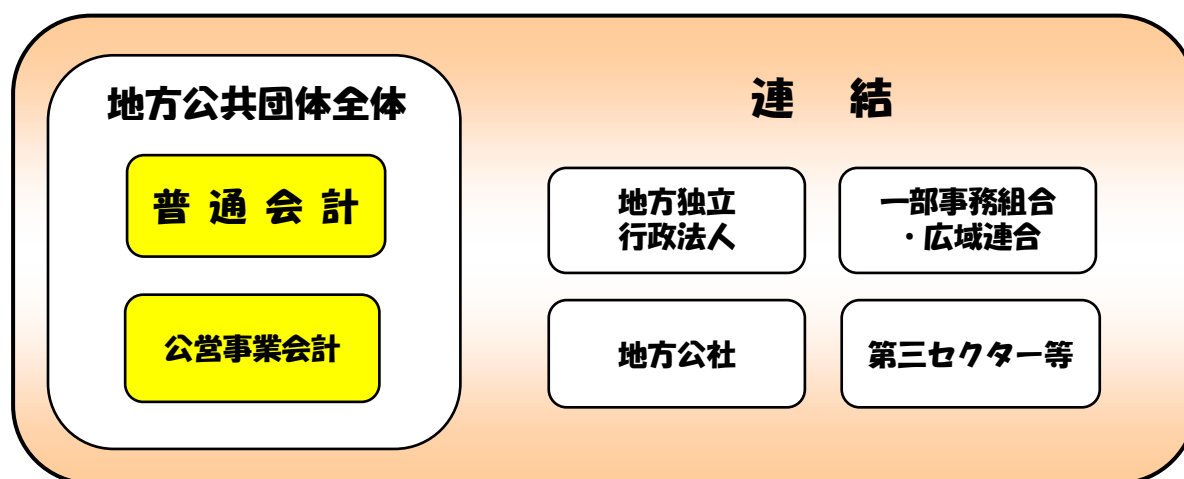 地方公共団体全体
普通会計
公営事業会計
連結
地方独立
行政法人
一部事務組合
・広域連合
地方公社
第三セクター等